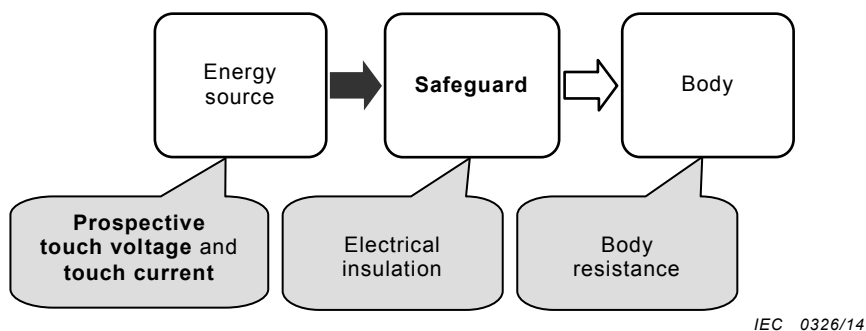 Energy
source
Safeguard
Body
Prospective
touch voltage and
touch current
Electrical
insulation
Body
resistance
IEC 0326/14